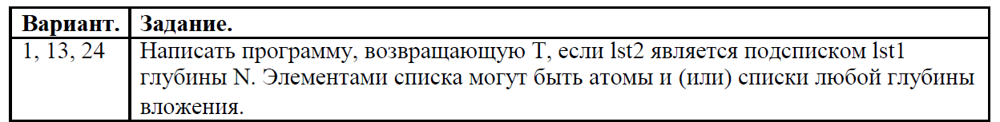 Вариант. Задание.
1, 13, 24 Написать программу, возвращающую T, если lst2 является подсписком lst1
глубины N. Элементами списка могут быть атомы и (или) списки любой глубины
вложения.